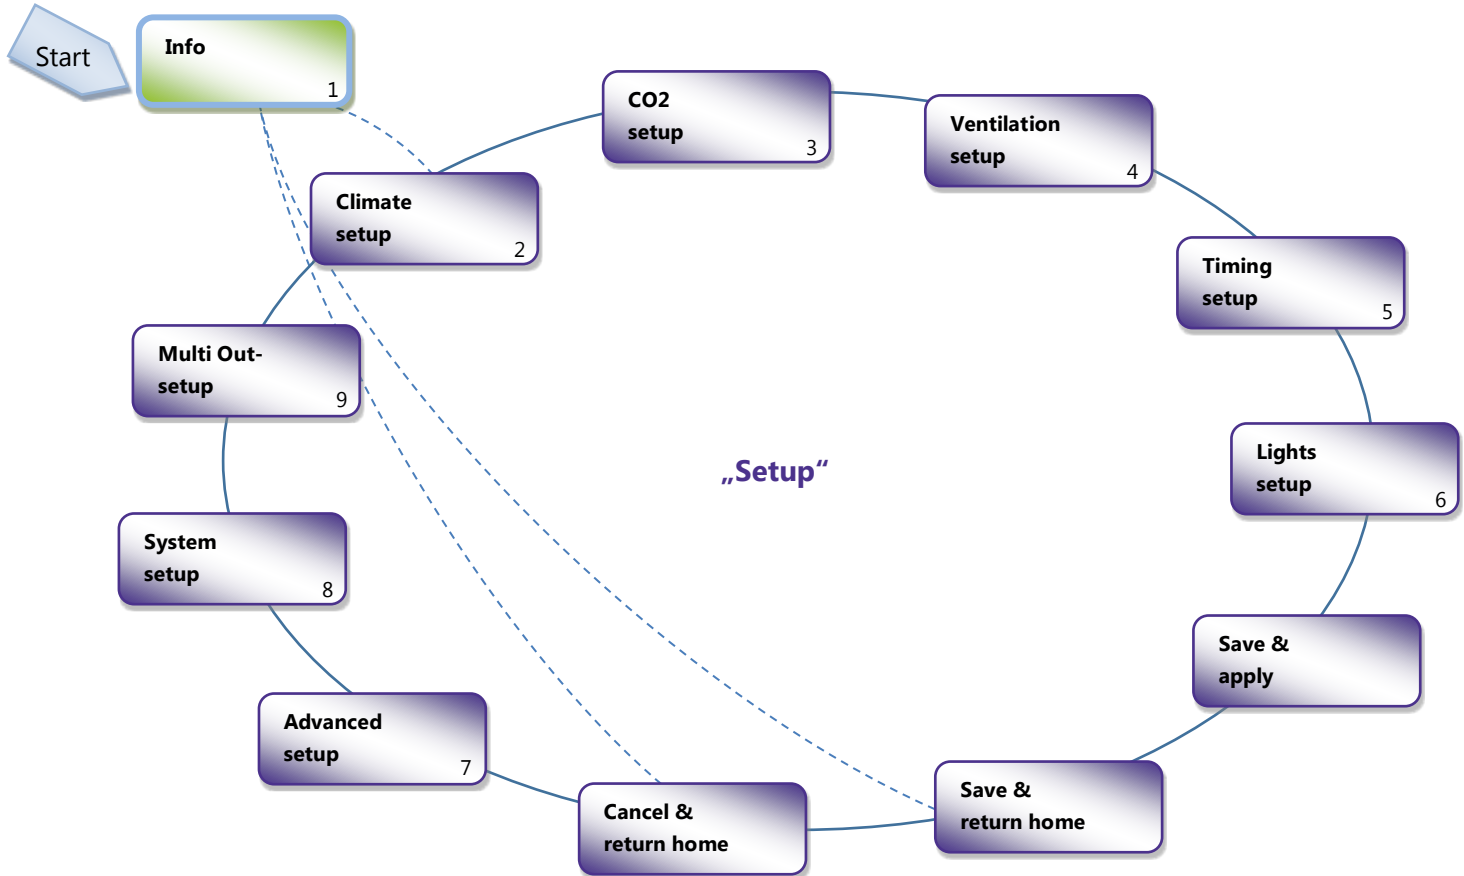 Start
Info
1
CO2
setup
3
Ventilation
setup
4
Climate
setup
2
Timing
setup
5
Multi Out-
setup
9
Lights
setup
6
„Setup“
System
setup
8
Save &
apply
Advanced
setup
7
Save &
return home
Cancel &
return home